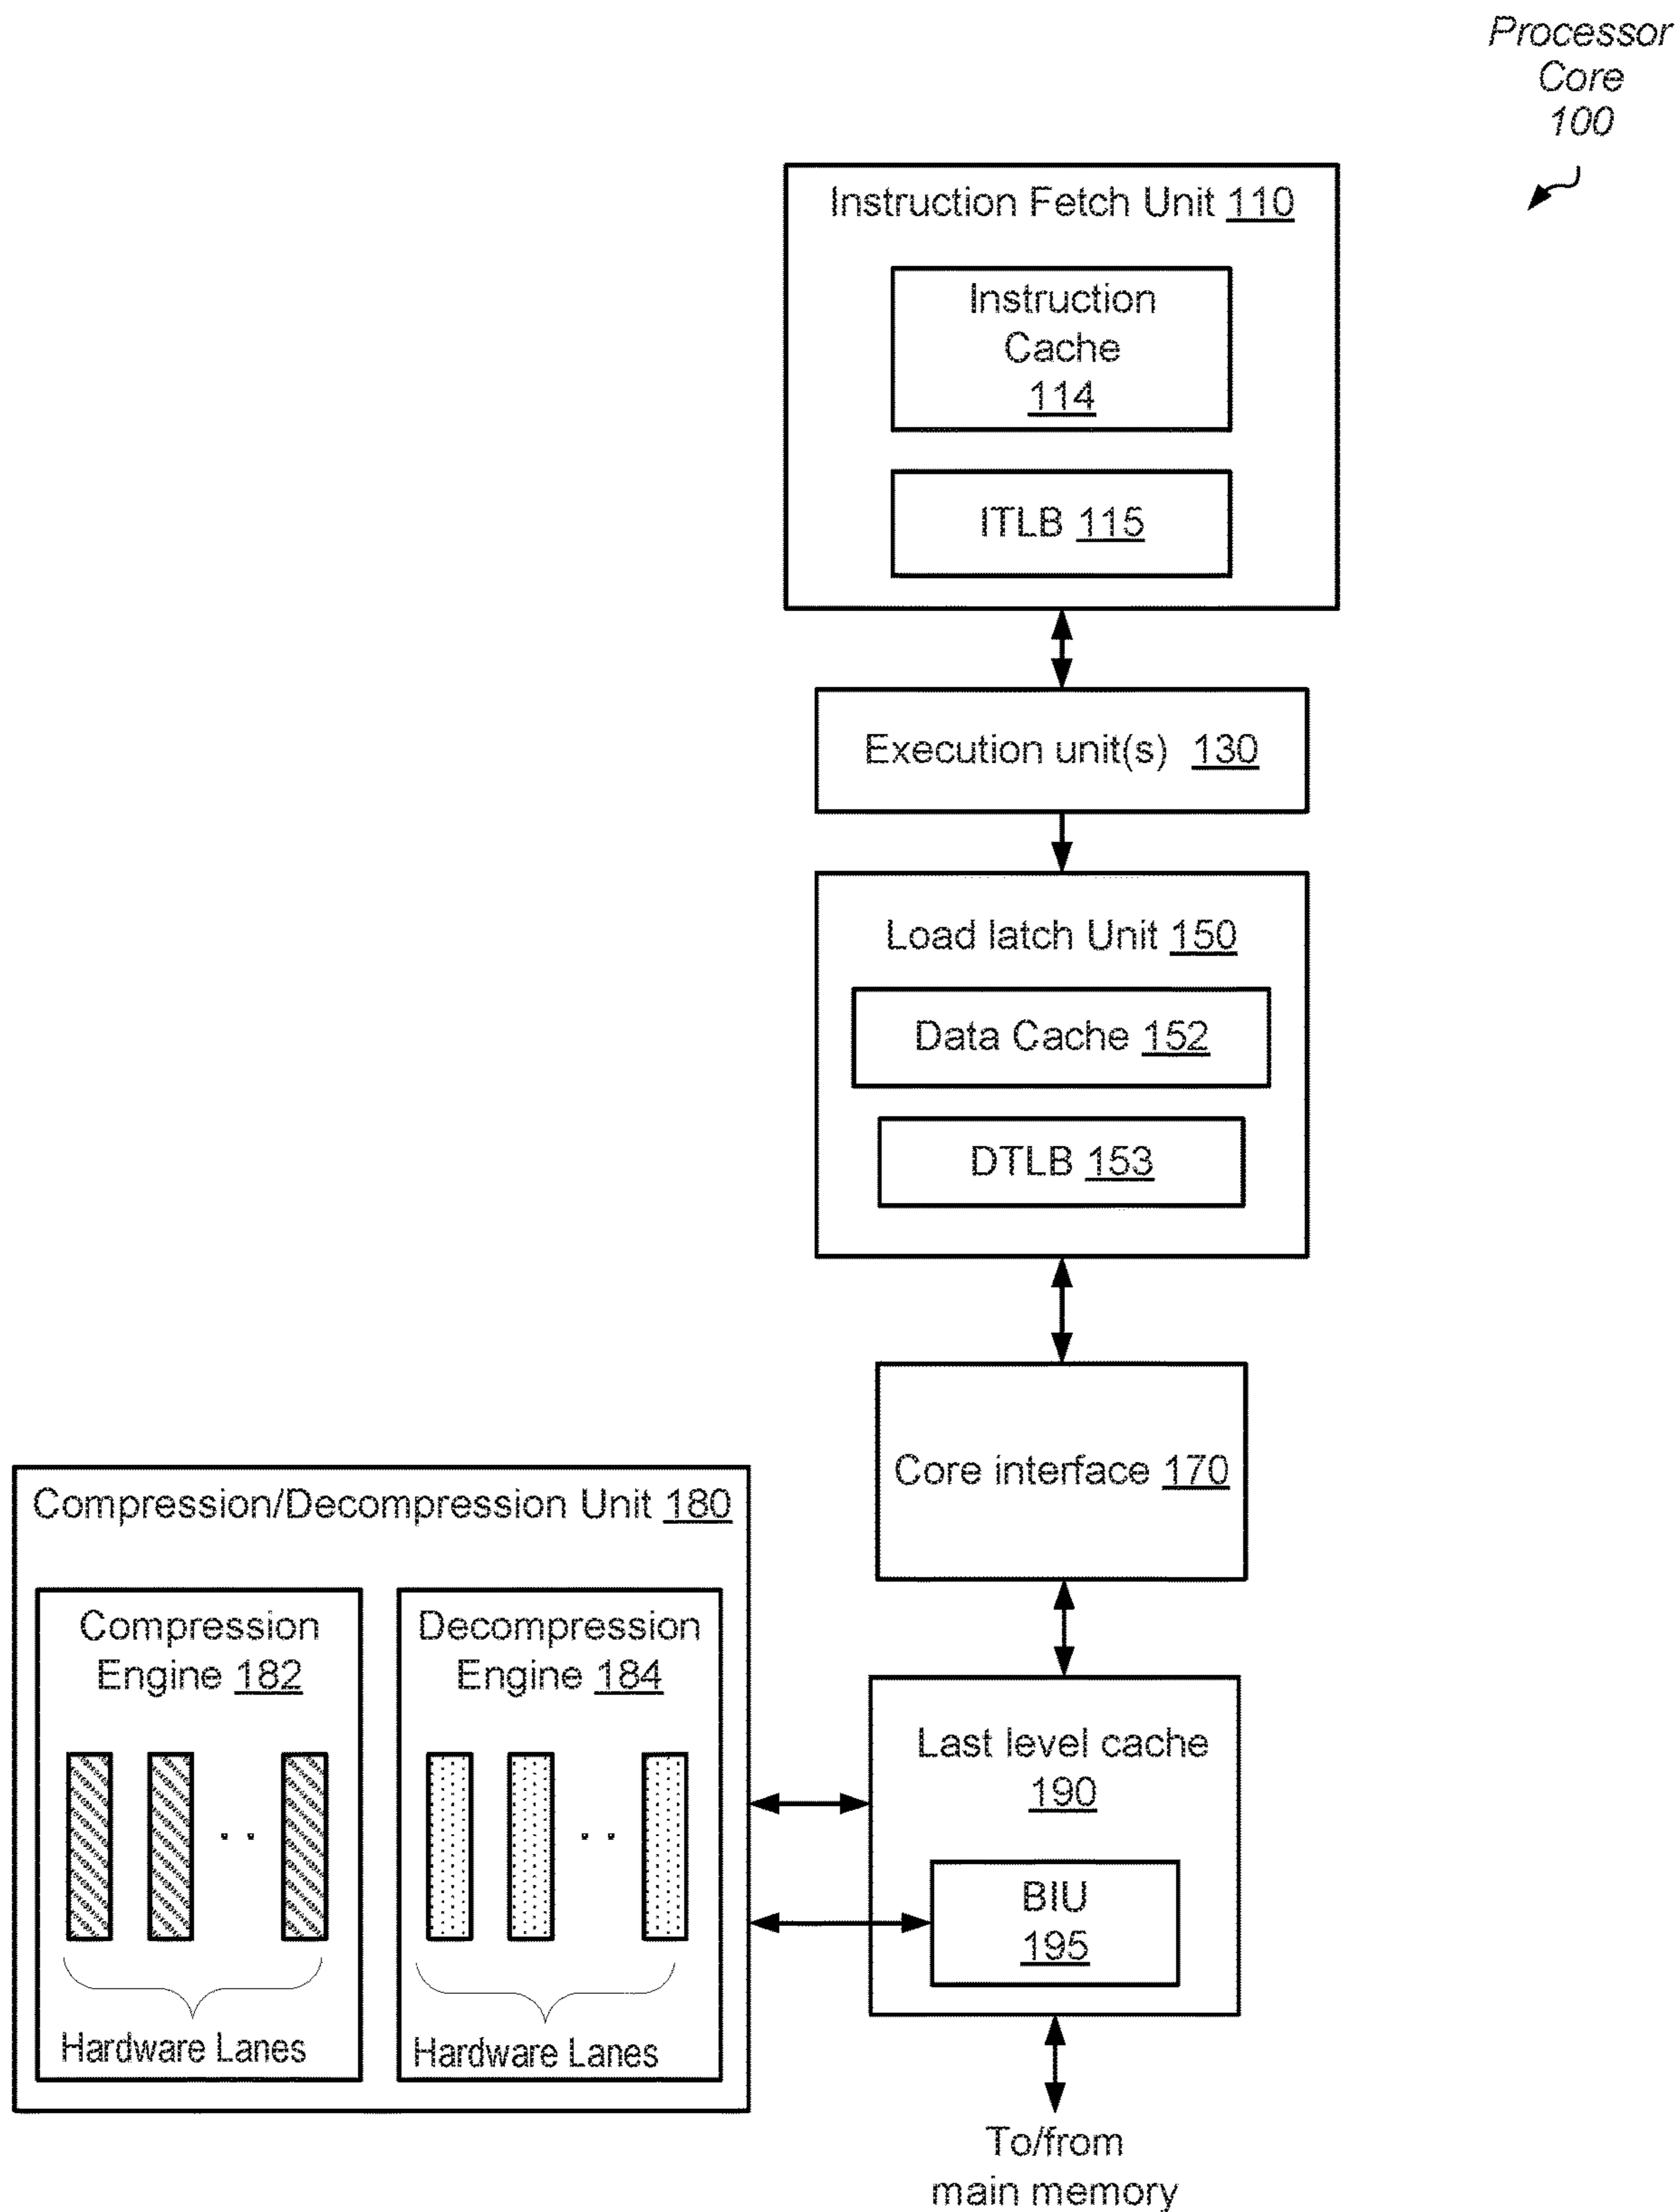 Processor
Core
100
Instruction Fetch Unit 110
Instruction
Cache
114
ITLB 115
Execution unit(s) 130
Load latch Unit 150
Data Cache 152
DTLB 153
Core interface 170
Compression/Decompression Unit 180
Compression
Engine 182
Hardware Lanes
Decompression
Engine 184
Hardware Lanes
Last level cache
190
BIU
195
To/from
main memory